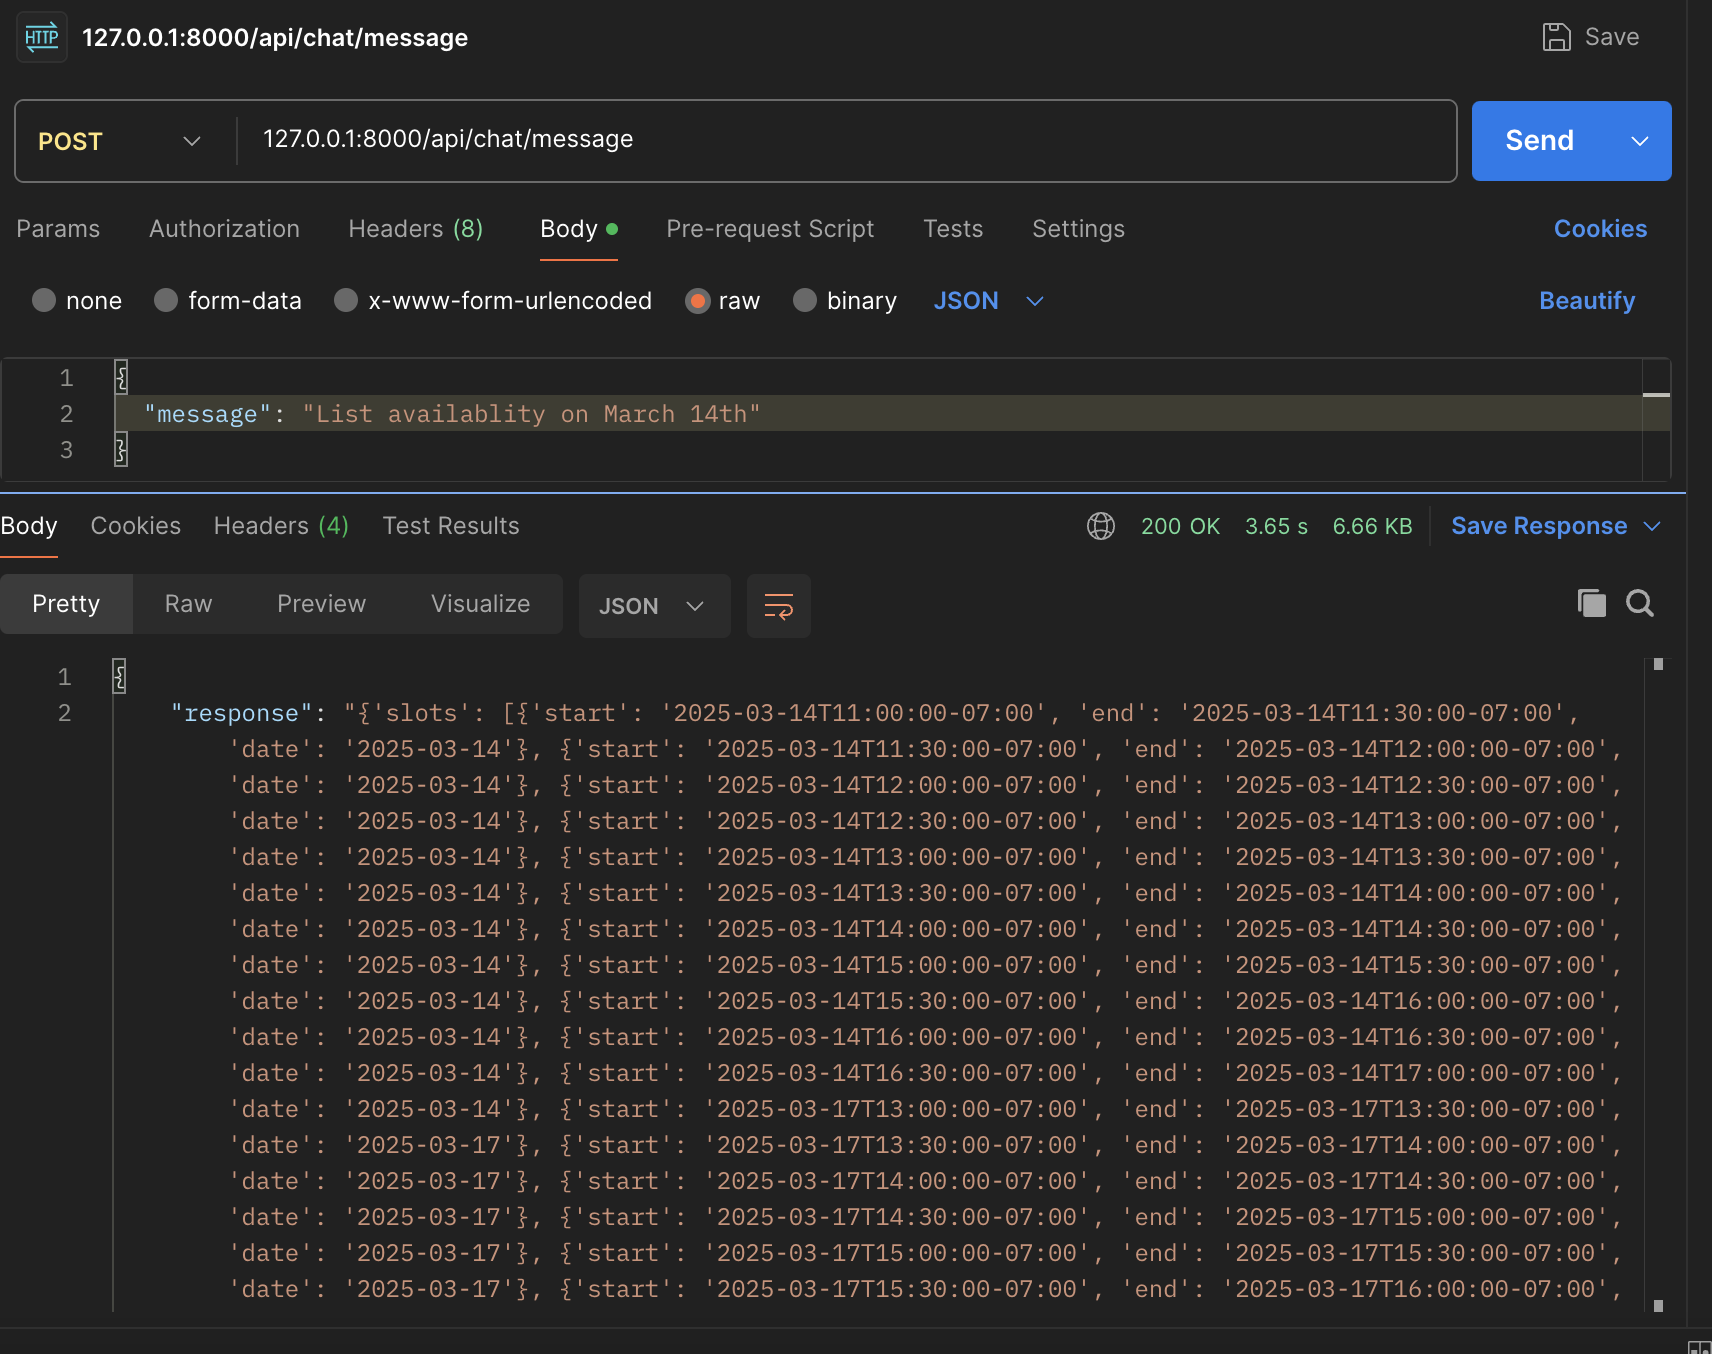 HTTP 127.0.0.1:8000/api/chat/message Save
POST 127.0.0.1:8000/api/chat/message Send
Params Authorization Headers (8) Body Pre-request Script Tests Settings Cookies
none form-data x-www-form-urlencoded raw binary JSON Beautify
1 {
2 "message": "List availablity on March 14th"
3 }
Body Cookies Headers (4) Test Results 200 OK 3.65 s 6.66 KB Save Response
Pretty Raw Preview Visualize JSON
1 {
2 "response": "{'slots': [{'start': '2025-03-14T11:00:00-07:00', 'end': '2025-03-14T11:30:00-07:00',
'date': '2025-03-14'}, {'start': '2025-03-14T11:30:00-07:00', 'end': '2025-03-14T12:00:00-07:00',
'date': '2025-03-14'}, {'start': '2025-03-14T12:00:00-07:00', 'end': '2025-03-14T12:30:00-07:00',
'date': '2025-03-14'}, {'start': '2025-03-14T12:30:00-07:00', 'end': '2025-03-14T13:00:00-07:00',
'date': '2025-03-14'}, {'start': '2025-03-14T13:00:00-07:00', 'end': '2025-03-14T13:30:00-07:00',
'date': '2025-03-14'}, {'start': '2025-03-14T13:30:00-07:00', 'end': '2025-03-14T14:00:00-07:00',
'date': '2025-03-14'}, {'start': '2025-03-14T14:00:00-07:00', 'end': '2025-03-14T14:30:00-07:00',
'date': '2025-03-14'}, {'start': '2025-03-14T15:00:00-07:00', 'end': '2025-03-14T15:30:00-07:00',
'date': '2025-03-14'}, {'start': '2025-03-14T15:30:00-07:00', 'end': '2025-03-14T16:00:00-07:00',
'date': '2025-03-14'}, {'start': '2025-03-14T16:00:00-07:00', 'end': '2025-03-14T16:30:00-07:00',
'date': '2025-03-14'}, {'start': '2025-03-14T16:30:00-07:00', 'end': '2025-03-14T17:00:00-07:00',
'date': '2025-03-14'}, {'start': '2025-03-17T13:00:00-07:00', 'end': '2025-03-17T13:30:00-07:00',
'date': '2025-03-17'}, {'start': '2025-03-17T13:30:00-07:00', 'end': '2025-03-17T14:00:00-07:00',
'date': '2025-03-17'}, {'start': '2025-03-17T14:00:00-07:00', 'end': '2025-03-17T14:30:00-07:00',
'date': '2025-03-17'}, {'start': '2025-03-17T14:30:00-07:00', 'end': '2025-03-17T15:00:00-07:00',
'date': '2025-03-17'}, {'start': '2025-03-17T15:00:00-07:00', 'end': '2025-03-17T15:30:00-07:00',
'date': '2025-03-17'}, {'start': '2025-03-17T15:30:00-07:00', 'end': '2025-03-17T16:00:00-07:00',